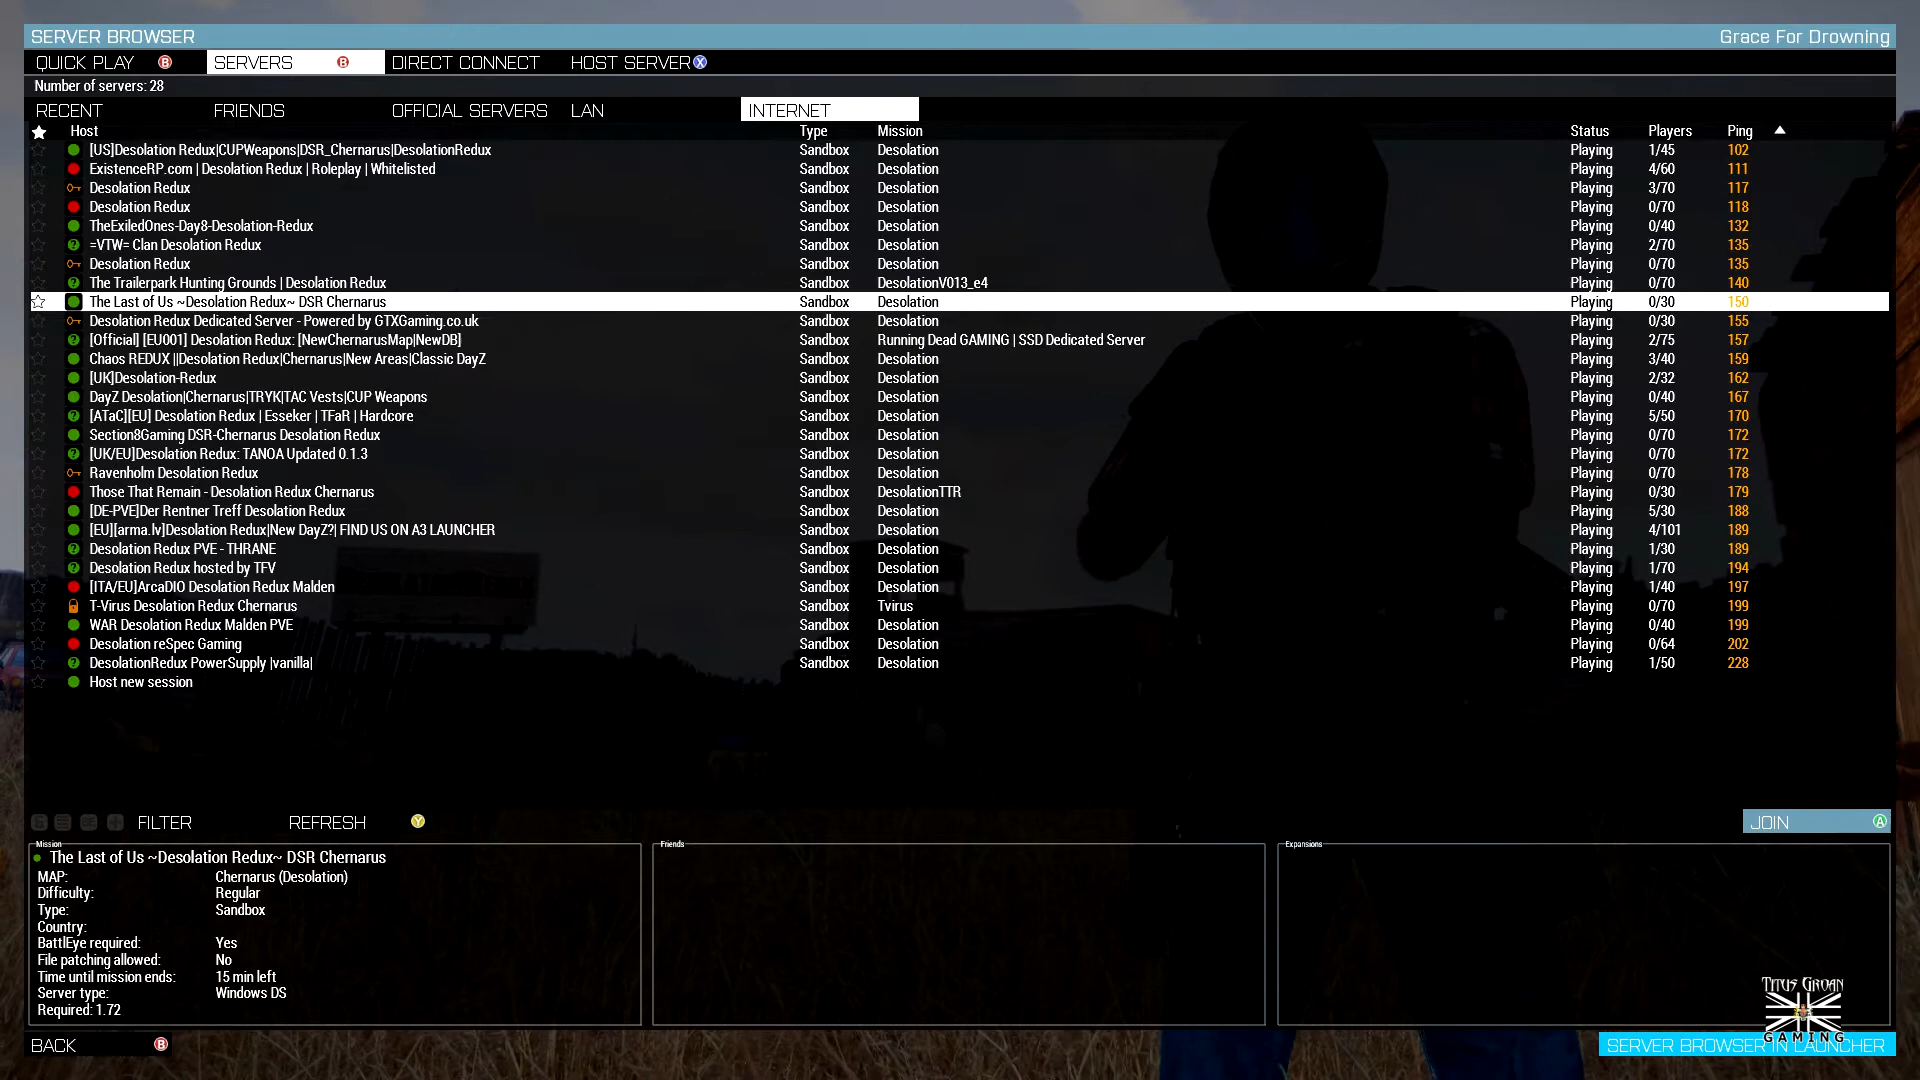 SERVER BROWSER Grace For Drowning
QUICK PLAY B SERVERS B DIRECT CONNECT HOST SERVER X
Number of servers: 28
RECENT FRIENDS OFFICIAL SERVERS LAN INTERNET
Host Type Mission Status Players Ping
[US]Desolation Redux|CUPWeapons|DSR_Chernarus|DesolationRedux Sandbox Desolation Playing 1/45 102
ExistenceRP.com | Desolation Redux | Roleplay | Whitelisted Sandbox Desolation Playing 4/60 111
Desolation Redux Sandbox Desolation Playing 3/70 117
Desolation Redux Sandbox Desolation Playing 0/70 118
TheExiledOnes-Day8-Desolation-Redux Sandbox Desolation Playing 0/40 132
? =VTW= Clan Desolation Redux Sandbox Desolation Playing 2/70 135
Desolation Redux Sandbox Desolation Playing 0/70 135
? The Trailerpark Hunting Grounds | Desolation Redux Sandbox DesolationV013_e4 Playing 0/70 140
The Last of Us ~Desolation Redux~ DSR Chernarus Sandbox Desolation Playing 0/30 150
Desolation Redux Dedicated Server - Powered by GTXGaming.co.uk Sandbox Desolation Playing 0/30 155
? [Official] [EU001] Desolation Redux: [NewChernarusMap|NewDB] Sandbox Running Dead GAMING | SSD Dedicated Server Playing 2/75 157
Chaos REDUX ||Desolation Redux|Chernarus|New Areas|Classic DayZ Sandbox Desolation Playing 3/40 159
[UK]Desolation-Redux Sandbox Desolation Playing 2/32 162
DayZ Desolation|Chernarus|TRYK|TAC Vests|CUP Weapons Sandbox Desolation Playing 0/40 167
? [ATaC][EU] Desolation Redux | Esseker | TFaR | Hardcore Sandbox Desolation Playing 5/50 170
Section8Gaming DSR-Chernarus Desolation Redux Sandbox Desolation Playing 0/70 172
? [UK/EU]Desolation Redux: TANOA Updated 0.1.3 Sandbox Desolation Playing 0/70 172
Ravenholm Desolation Redux Sandbox Desolation Playing 0/70 178
Those That Remain - Desolation Redux Chernarus Sandbox DesolationTTR Playing 0/30 179
[DE-PVE]Der Rentner Treff Desolation Redux Sandbox Desolation Playing 5/30 188
[EU][arma.lv]Desolation Redux|New DayZ?| FIND US ON A3 LAUNCHER Sandbox Desolation Playing 4/101 189
? Desolation Redux PVE - THRANE Sandbox Desolation Playing 1/30 189
? Desolation Redux hosted by TFV Sandbox Desolation Playing 1/70 194
[ITA/EU]ArcaDIO Desolation Redux Malden Sandbox Desolation Playing 1/40 197
T-Virus Desolation Redux Chernarus Sandbox Tvirus Playing 0/70 199
WAR Desolation Redux Malden PVE Sandbox Desolation Playing 0/40 199
Desolation reSpec Gaming Sandbox Desolation Playing 0/64 202
? DesolationRedux PowerSupply |vanilla| Sandbox Desolation Playing 1/50 228
Host new session
FILTER REFRESH Y JOIN A
Mission Friends Expansions
The Last of Us ~Desolation Redux~ DSR Chernarus
MAP: Chernarus (Desolation)
Difficulty: Regular
Type: Sandbox
Country:
BattlEye required: Yes
File patching allowed: No
Time until mission ends: 15 min left
Server type: Windows DS
Required: 1.72
TITUS GROAN
GAMING
BACK B SERVER BROWSER IN LAUNCHER